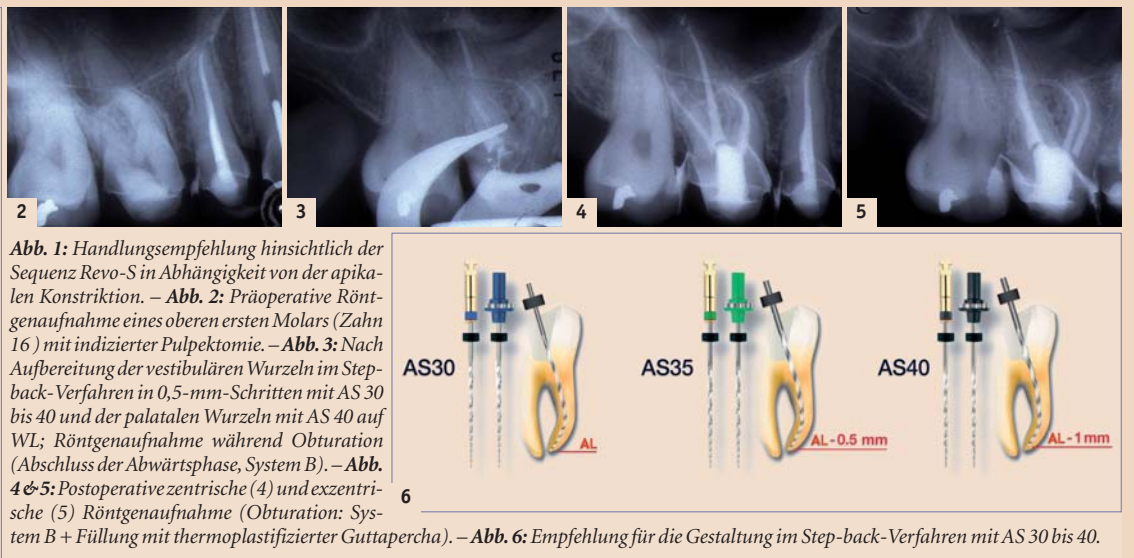 2
3
4
5
Abb. 1: Handlungsempfehlung hinsichtlich der
Sequenz Revo-S in Abhängigkeit von der apika-
len Konstriktion. – Abb. 2: Präoperative Rönt-
genaufnahme eines oberen ersten Molars (Zahn
16 ) mit indizierter Pulpektomie. – Abb. 3: Nach
Aufbereitung der vestibulären Wurzeln im Step-
back-Verfahren in 0,5-mm-Schritten mit AS 30
bis 40 und der palatalen Wurzeln mit AS 40 auf
WL; Röntgenaufnahme während Obturation
(Abschluss der Abwärtsphase, System B). – Abb.
4 & 5: Postoperative zentrische (4) und exzentri-
sche (5) Röntgenaufnahme (Obturation: Sys-
tem B + Füllung mit thermoplastifizierter Guttapercha). – Abb. 6: Empfehlung für die Gestaltung im Step-back-Verfahren mit AS 30 bis 40.
AS30
AL
AS35
AL - 0.5 mm
AS40
AL - 1 mm
6